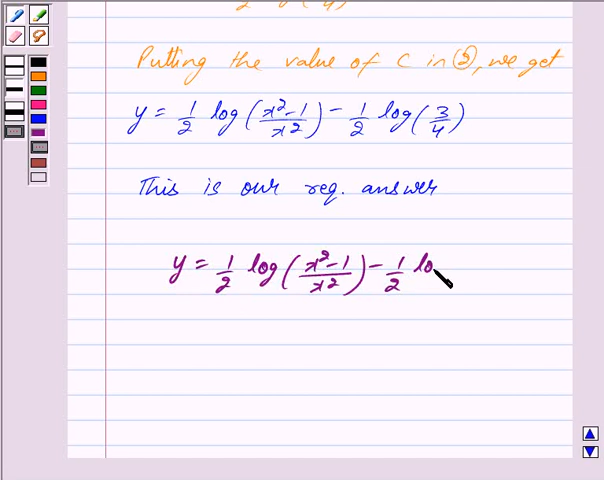 Putting the value of C in (2), we get
y = 1/2 log(x²-1/x²) - 1/2 log(3/4)
This is our req. answer
y = 1/2 log(x²-1/x²) - 1/2 lo